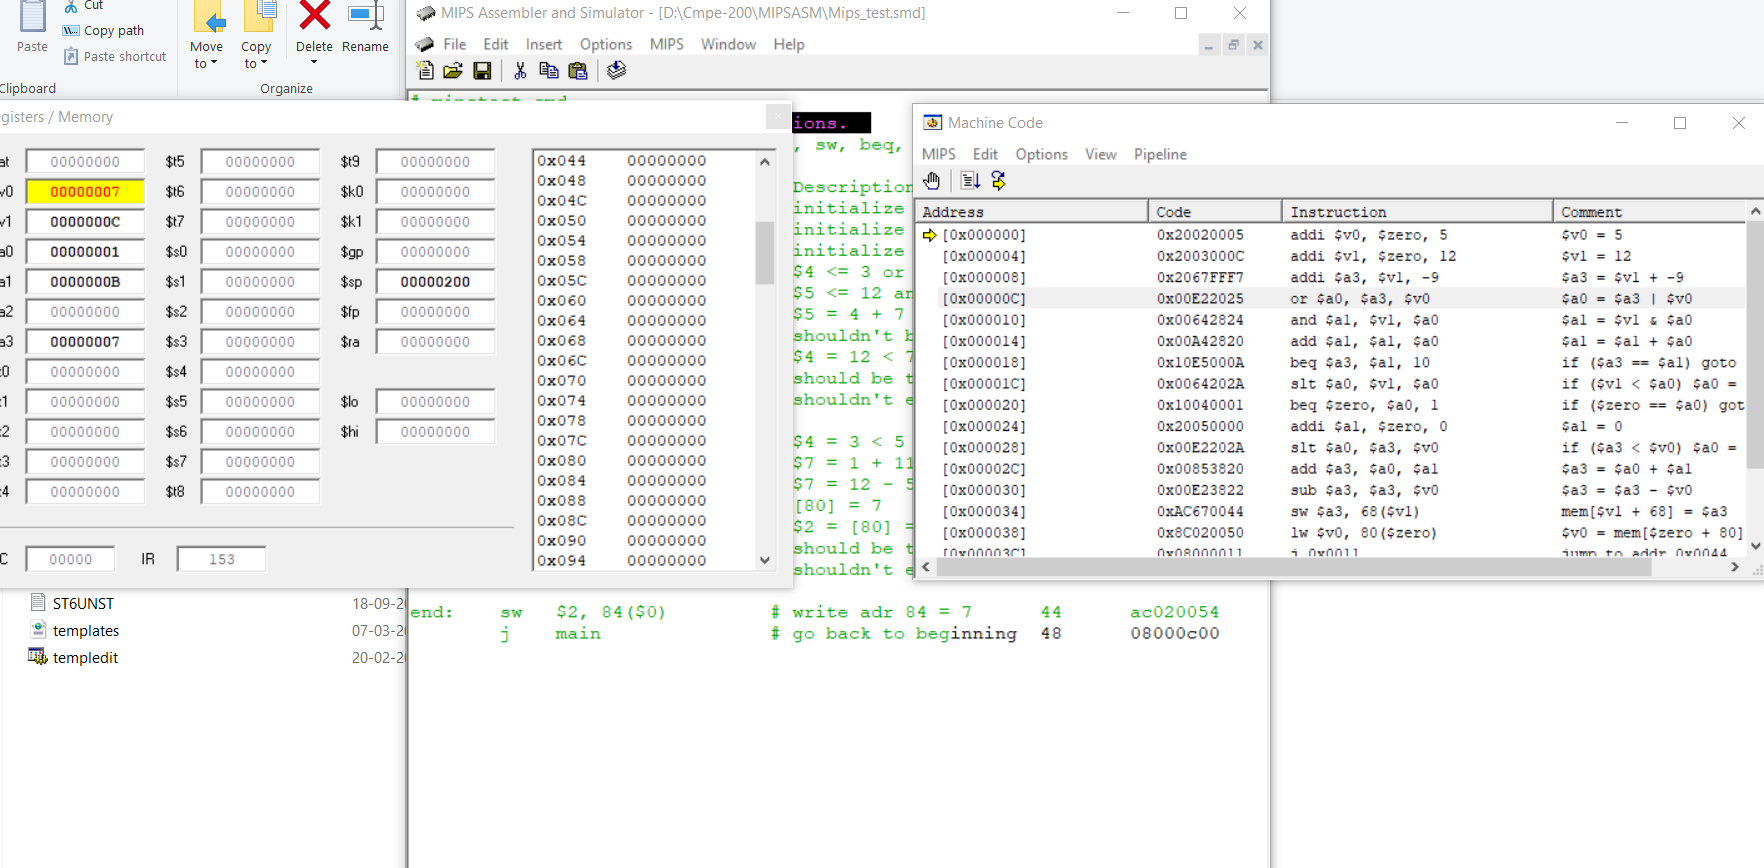 Cut
Copy path
Paste shortcut
Paste
Move to
Copy to
Delete
Rename
Clipboard
Organize
MIPS Assembler and Simulator - [D:\Cmpe-200\MIPSASM\Mips_test.smd]
File Edit Insert Options MIPS Window Help
gisters / Memory
at 00000000 $t5 00000000 $t9 00000000
v0 00000007 $t6 00000000 $k0 00000000
v1 0000000C $t7 00000000 $k1 00000000
a0 00000001 $s0 00000000 $gp 00000000
a1 0000000B $s1 00000000 $sp 00000200
a2 00000000 $s2 00000000 $fp 00000000
a3 00000007 $s3 00000000 $ra 00000000
t0 00000000 $s4 00000000
t1 00000000 $s5 00000000 $lo 00000000
t2 00000000 $s6 00000000 $hi 00000000
t3 00000000 $s7 00000000
t4 00000000 $t8 00000000
C 00000 IR 153
0x044 00000000
0x048 00000000
0x04C 00000000
0x050 00000000
0x054 00000000
0x058 00000000
0x05C 00000000
0x060 00000000
0x064 00000000
0x068 00000000
0x06C 00000000
0x070 00000000
0x074 00000000
0x078 00000000
0x07C 00000000
0x080 00000000
0x084 00000000
0x088 00000000
0x08C 00000000
0x090 00000000
0x094 00000000
ions.
, sw, beq,
Description
initialize
initialize
initialize
$4 <= 3 or
$5 <= 12 an
$5 = 4 + 7
shouldn't b
$4 = 12 < 7
should be t
shouldn't e
$4 = 3 < 5
$7 = 1 + 11
$7 = 12 - 5
[80] = 7
$2 = [80] =
should be t
shouldn't e
end: sw $2, 84($0) # write adr 84 = 7 44 ac020054
j main # go back to beginning 48 08000c00
Machine Code
MIPS Edit Options View Pipeline
Address Code Instruction Comment
[0x000000] 0x20020005 addi $v0, $zero, 5 $v0 = 5
[0x000004] 0x2003000C addi $v1, $zero, 12 $v1 = 12
[0x000008] 0x2067FFF7 addi $a3, $v1, -9 $a3 = $v1 + -9
[0x00000C] 0x00E22025 or $a0, $a3, $v0 $a0 = $a3 | $v0
[0x000010] 0x00642824 and $a1, $v1, $a0 $a1 = $v1 & $a0
[0x000014] 0x00A42820 add $a1, $a1, $a0 $a1 = $a1 + $a0
[0x000018] 0x10E5000A beq $a3, $a1, 10 if ($a3 == $a1) goto
[0x00001C] 0x0064202A slt $a0, $v1, $a0 if ($v1 < $a0) $a0 =
[0x000020] 0x10040001 beq $zero, $a0, 1 if ($zero == $a0) got
[0x000024] 0x20050000 addi $a1, $zero, 0 $a1 = 0
[0x000028] 0x00E2202A slt $a0, $a3, $v0 if ($a3 < $v0) $a0 =
[0x00002C] 0x00853820 add $a3, $a0, $a1 $a3 = $a0 + $a1
[0x000030] 0x00E23822 sub $a3, $a3, $v0 $a3 = $a3 - $v0
[0x000034] 0xAC670044 sw $a3, 68($v1) mem[$v1 + 68] = $a3
[0x000038] 0x8C020050 lw $v0, 80($zero) $v0 = mem[$zero + 80]
[0x00003C] 0x08000011 j 0x0011 jump to addr 0x0044
ST6UNST 18-09-2
templates 07-03-2
templedit 20-02-2